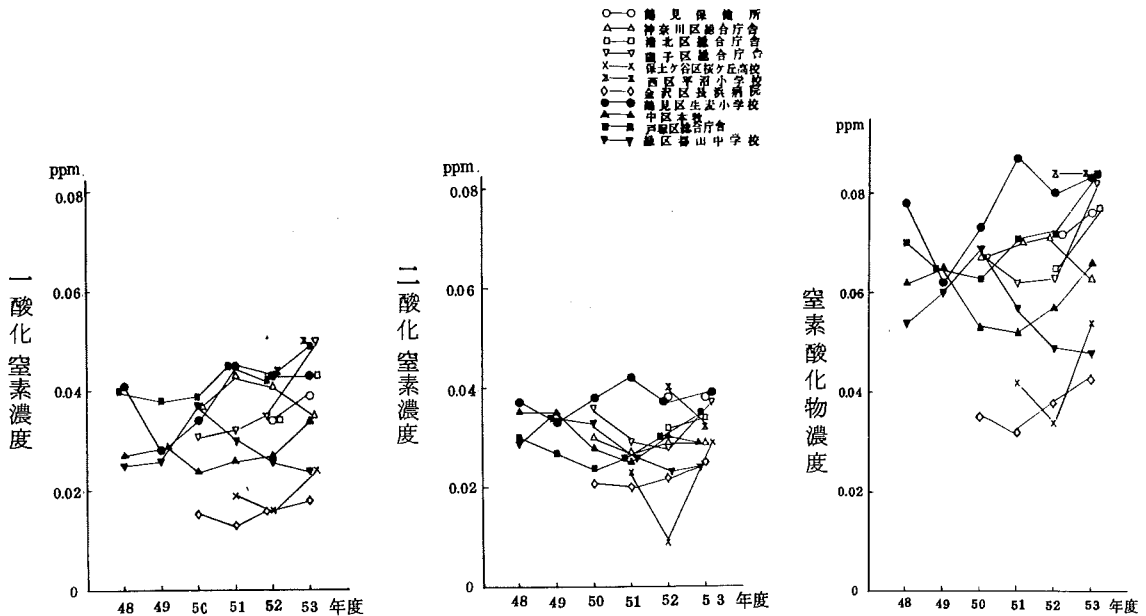 鶴見保健所
神奈川区総合庁舎
港北区総合庁舎
磯子区総合庁舎
保土ケ谷区桜ケ丘高校
西区平沼小学校
金沢区長浜病院
鶴見区生麦小学校
中区本牧
戸塚区総合庁舎
緑区都山中学校
ppm
0.08
0.06
0.04
0.02
0
48 49 50 51 52 53 年度
一酸化窒素濃度
ppm
0.08
0.06
0.04
0.02
0
48 49 50 51 52 53 年度
二酸化窒素濃度
ppm
0.08
0.06
0.04
0.02
0
48 49 50 51 52 53 年度
窒素酸化物濃度